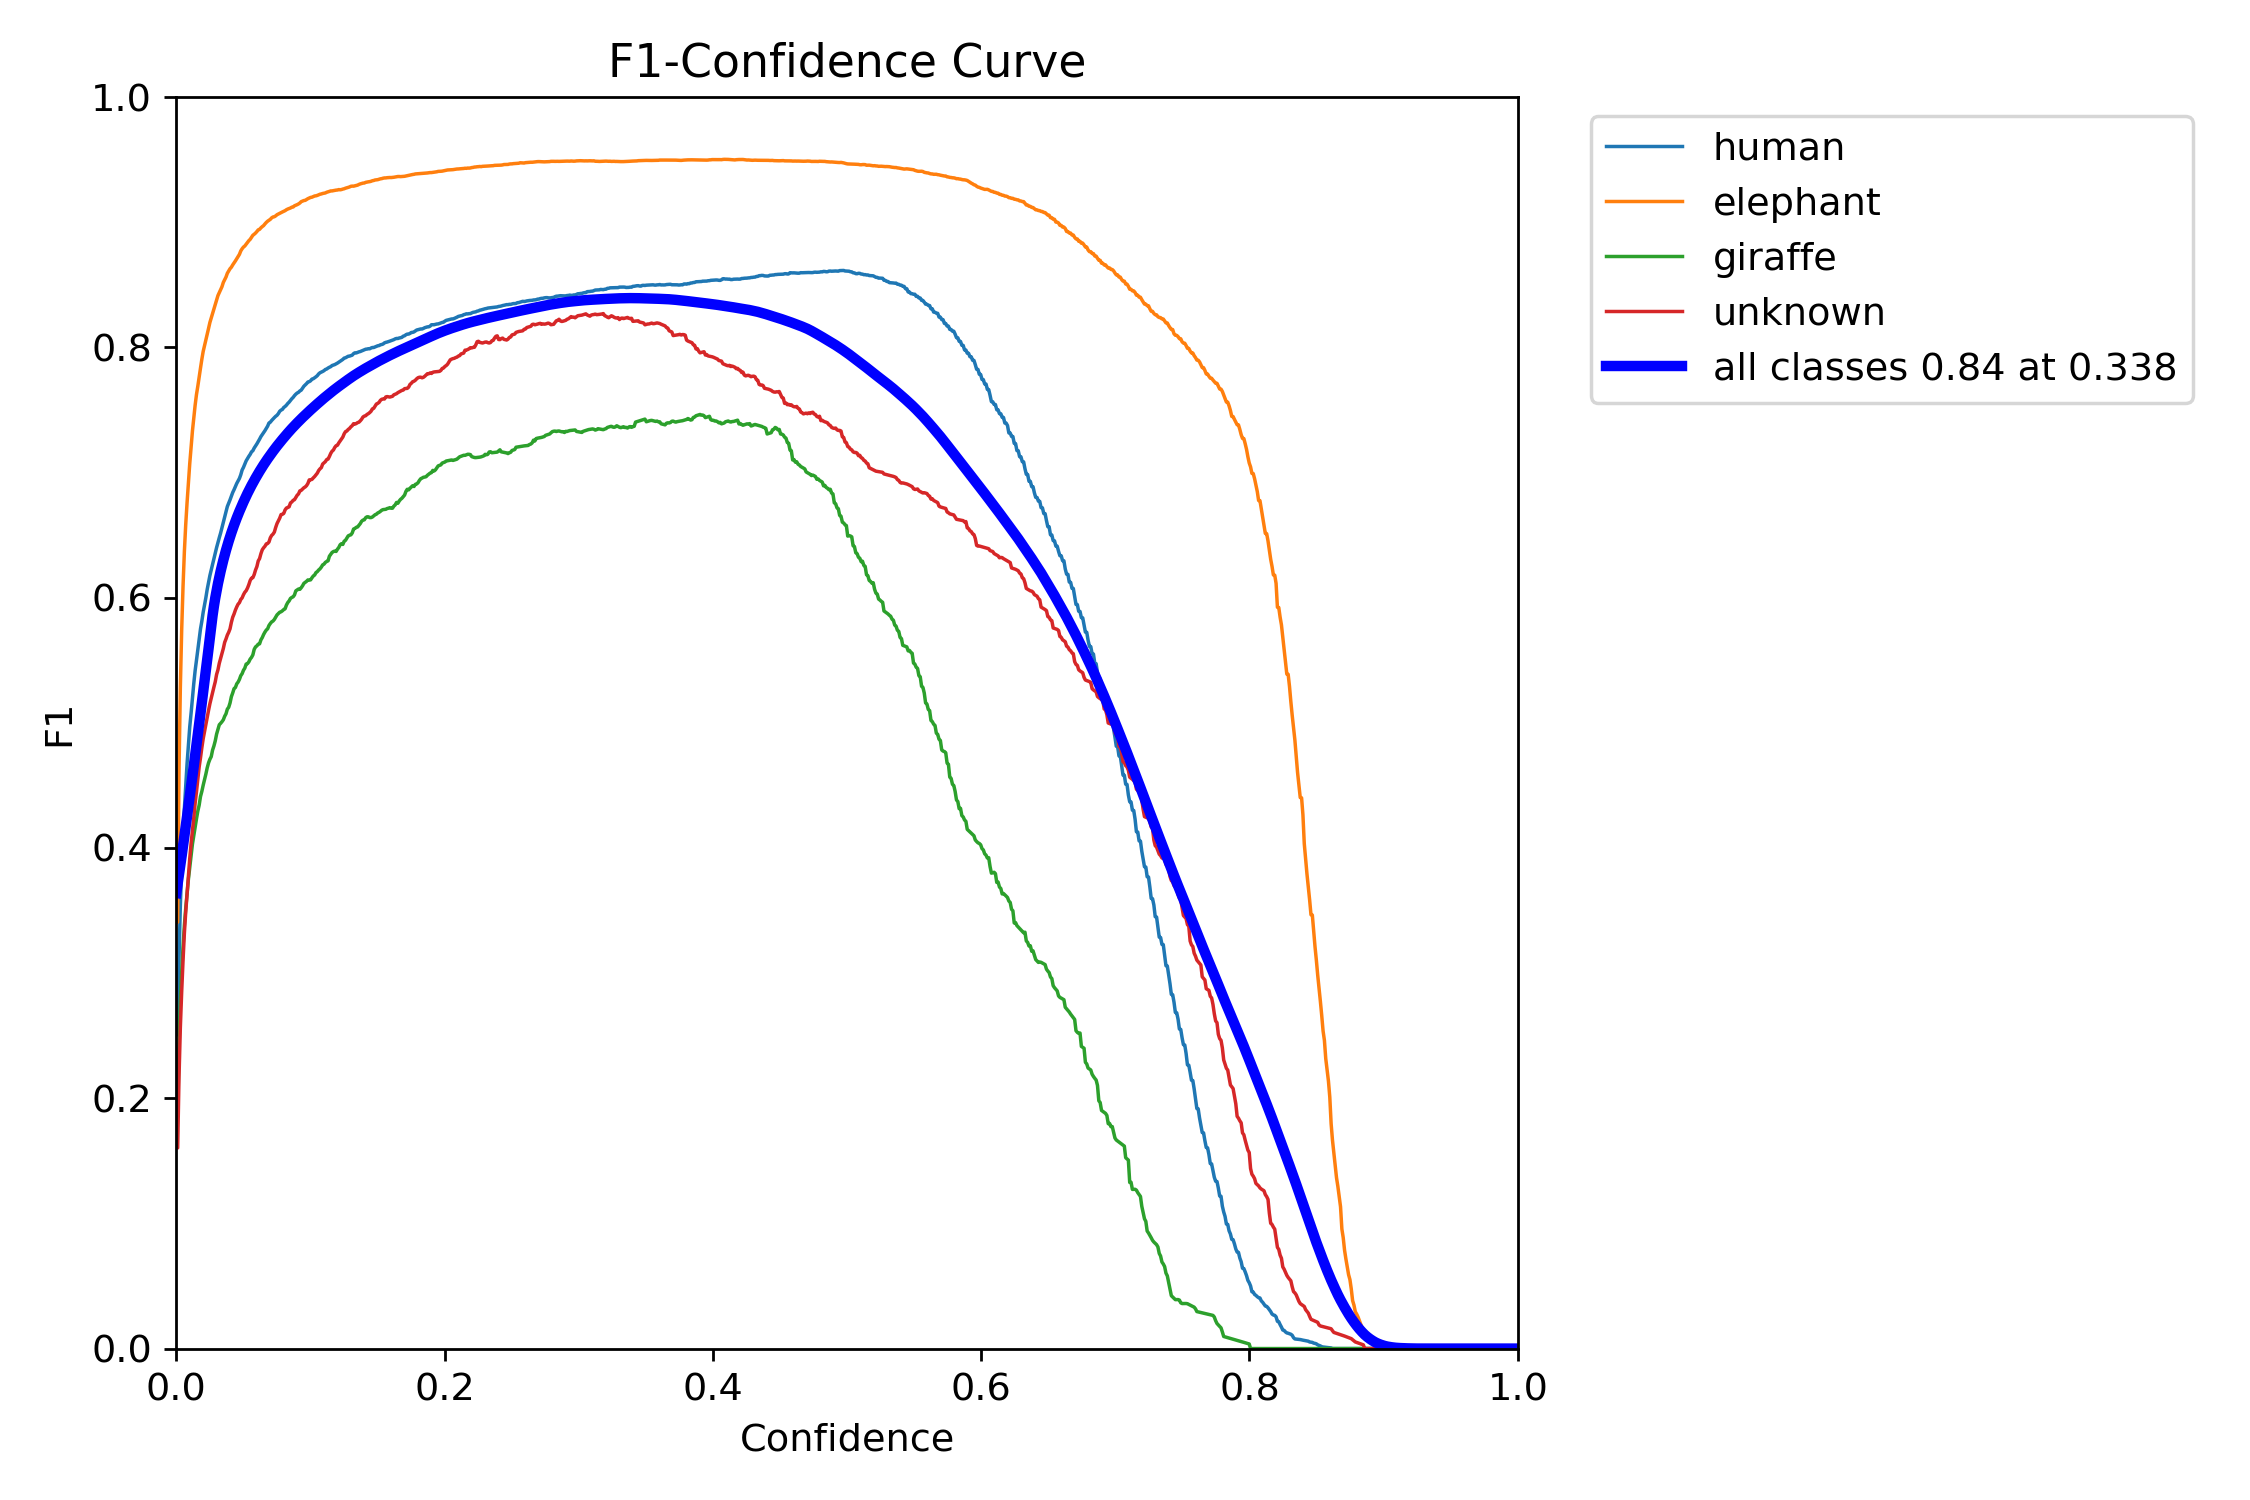 F1-Confidence Curve
1.0
0.8
0.6
0.4
0.2
0.0
F1
0.0 0.2 0.4 0.6 0.8 1.0
Confidence
human
elephant
giraffe
unknown
all classes 0.84 at 0.338